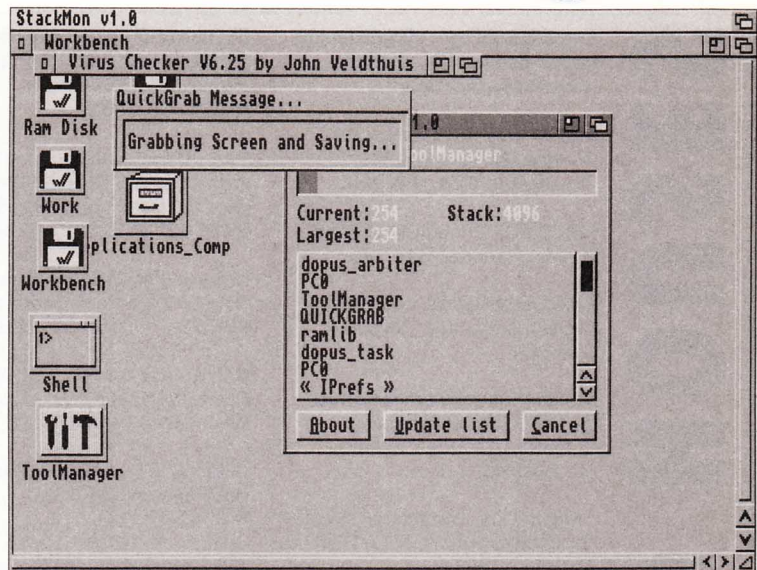 StackMon v1.0
Workbench
Virus Checker V6.25 by John Veldthuis
QuickGrab Message...
Grabbing Screen and Saving...
1.0
oolManager
Ram Disk
Work
plications_Comp
Workbench
1>
Shell
ToolManager
Current:254 Stack:4096
Largest:254
dopus_arbiter
PC0
ToolManager
QUICKGRAB
ramlib
dopus_task
PC0
« IPrefs »
About Update list Cancel